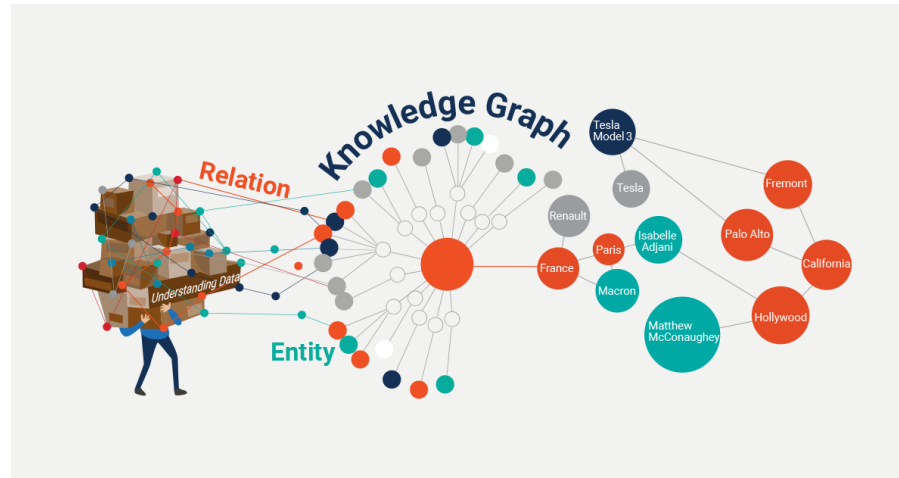 Knowledge Graph
Relation
Understanding Data
Entity
Tesla
Model 3
Tesla
Fremont
Renault
Isabelle
Adjani
Palo Alto
Paris
France
California
Macron
Hollywood
Matthew
McConaughey